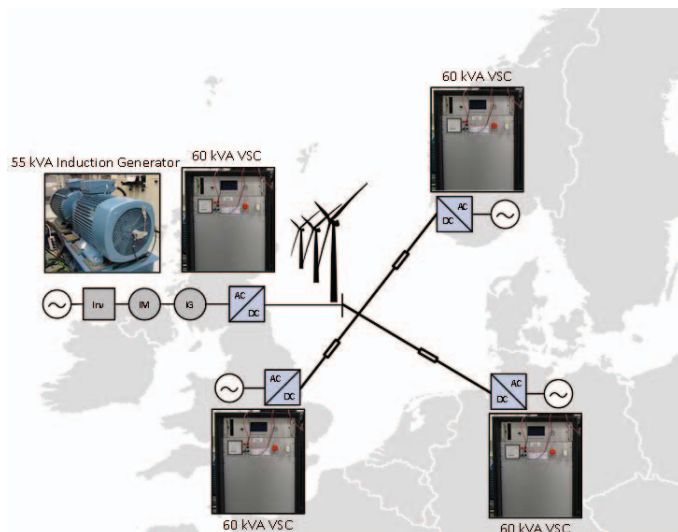 60 kVA VSC
55 kVA Induction Generator
60 kVA VSC
AC
DC
Inv
IM
IG
AC
DC
AC
DC
AC
DC
60 kVA VSC
60 kVA VSC